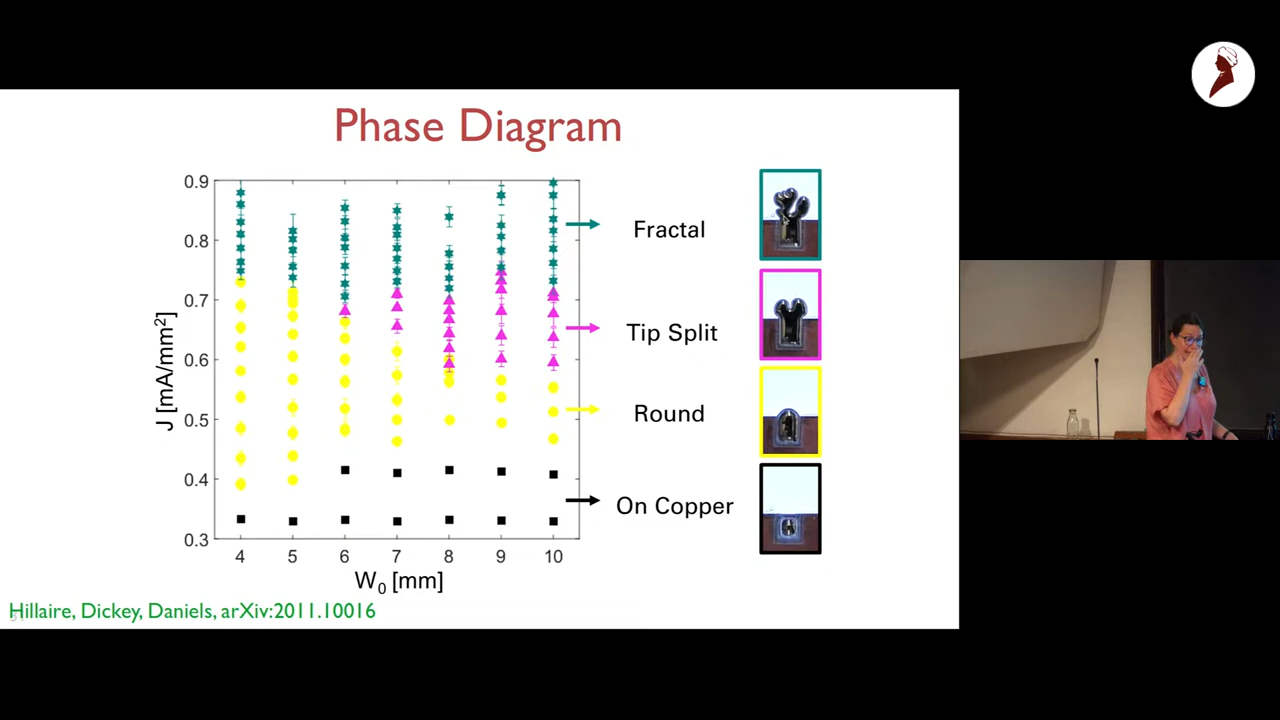 Phase Diagram
0.9
0.8
0.7
0.6
0.5
0.4
0.3
J [mA/mm²]
4 5 6 7 8 9 10
W₀ [mm]
Fractal
Tip Split
Round
On Copper
Hillaire, Dickey, Daniels, arXiv:2011.10016